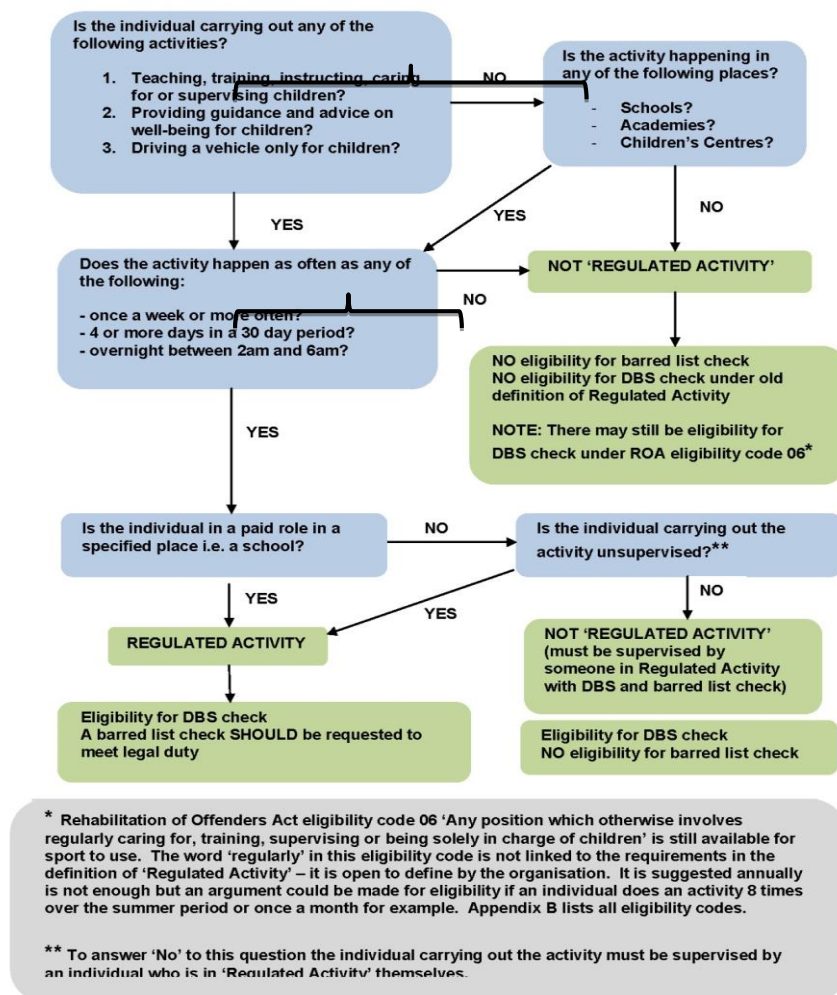 Is the individual carrying out any of the
following activities?
1. Teaching, training, instructing, caring
for or supervising children?
2. Providing guidance and advice on
well-being for children?
3. Driving a vehicle only for children?
NO
Is the activity happening in
any of the following places?
- Schools?
- Academies?
- Children's Centres?
YES
YES
NO
Does the activity happen as often as any of
the following:
- once a week or more often?
- 4 or more days in a 30 day period?
- overnight between 2am and 6am?
NO
NOT ‘REGULATED ACTIVITY’
NO eligibility for barred list check
NO eligibility for DBS check under old
definition of Regulated Activity
NOTE: There may still be eligibility for
DBS check under ROA eligibility code 06*
YES
Is the individual in a paid role in a
specified place i.e. a school?
NO
Is the individual carrying out the
activity unsupervised?**
YES
YES
NO
REGULATED ACTIVITY
NOT ‘REGULATED ACTIVITY’
(must be supervised by
someone in Regulated Activity
with DBS and barred list check)
Eligibility for DBS check
A barred list check SHOULD be requested to
meet legal duty
Eligibility for DBS check
NO eligibility for barred list check
* Rehabilitation of Offenders Act eligibility code 06 ‘Any position which otherwise involves
regularly caring for, training, supervising or being solely in charge of children’ is still available for
sport to use. The word ‘regularly’ in this eligibility code is not linked to the requirements in the
definition of ‘Regulated Activity’ – it is open to define by the organisation. It is suggested annually
is not enough but an argument could be made for eligibility if an individual does an activity 8 times
over the summer period or once a month for example. Appendix B lists all eligibility codes.
** To answer ‘No’ to this question the individual carrying out the activity must be supervised by
an individual who is in ‘Regulated Activity’ themselves.